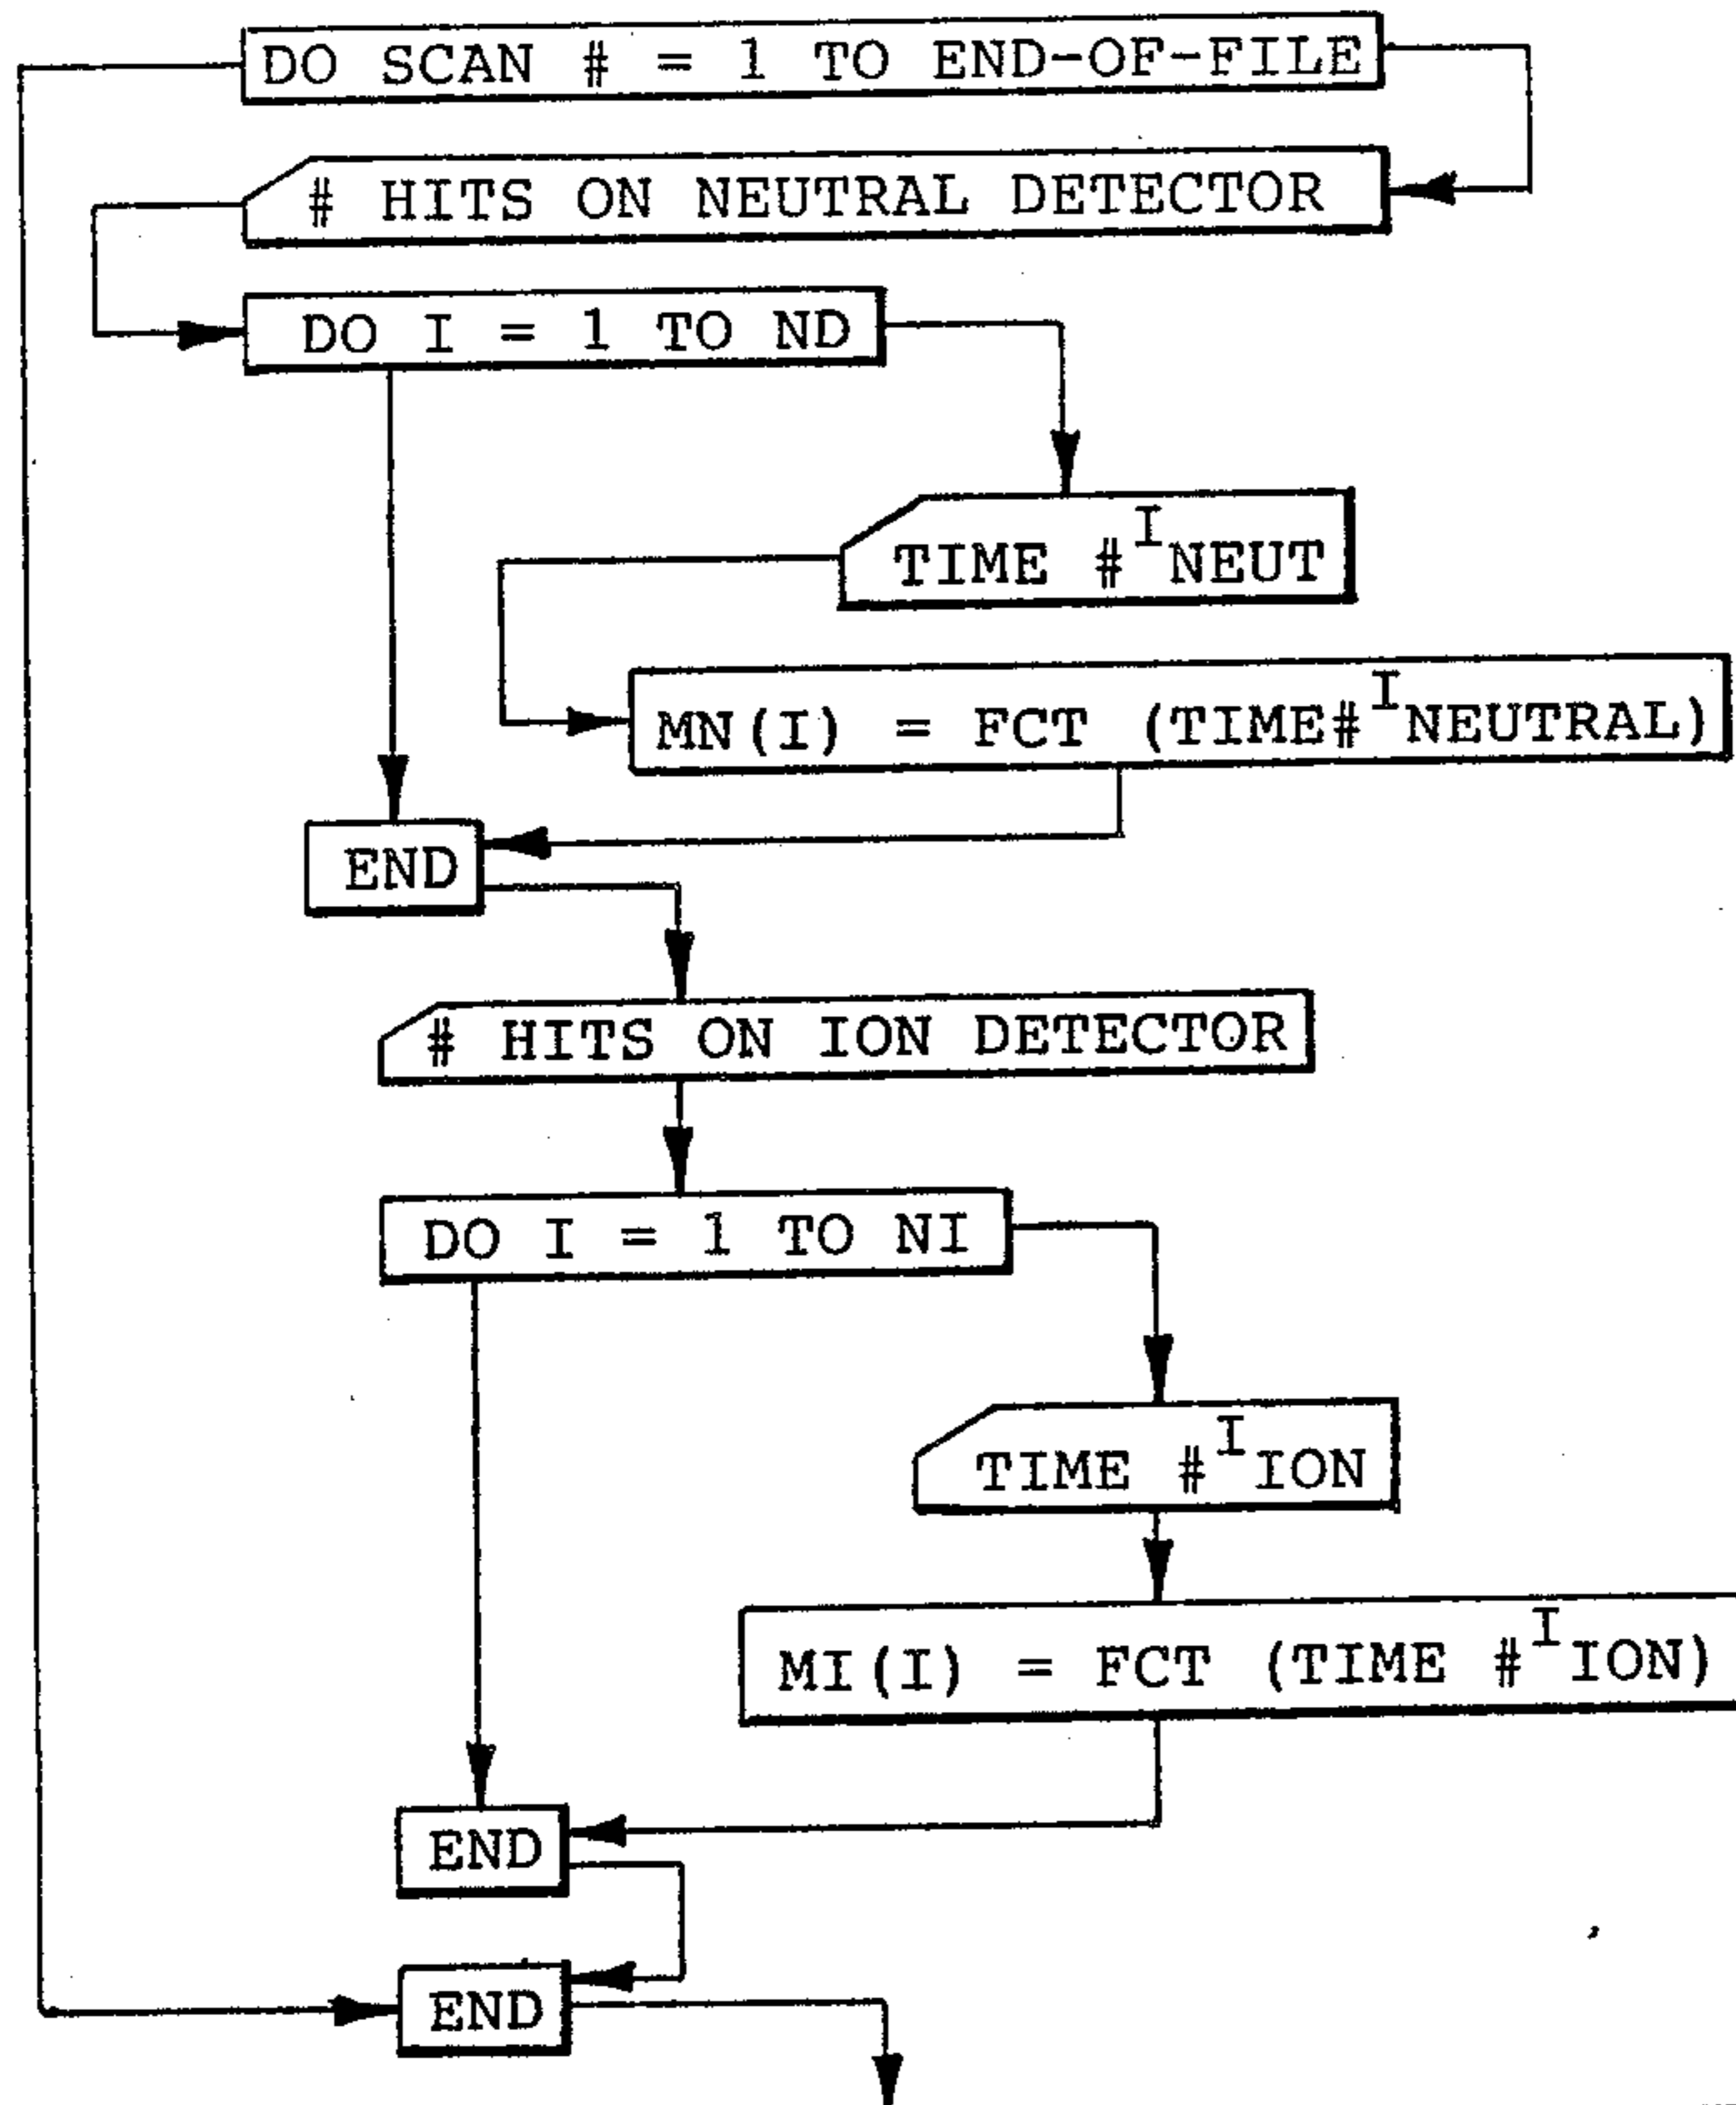 DO SCAN # = 1 TO END-OF-FILE
# HITS ON NEUTRAL DETECTOR
DO I = 1 TO ND
TIME #I NEUT
MN(I) = FCT (TIME#I NEUTRAL)
END
# HITS ON ION DETECTOR
DO I = 1 TO NI
TIME #I ION
MI(I) = FCT (TIME #I ION)
END
END